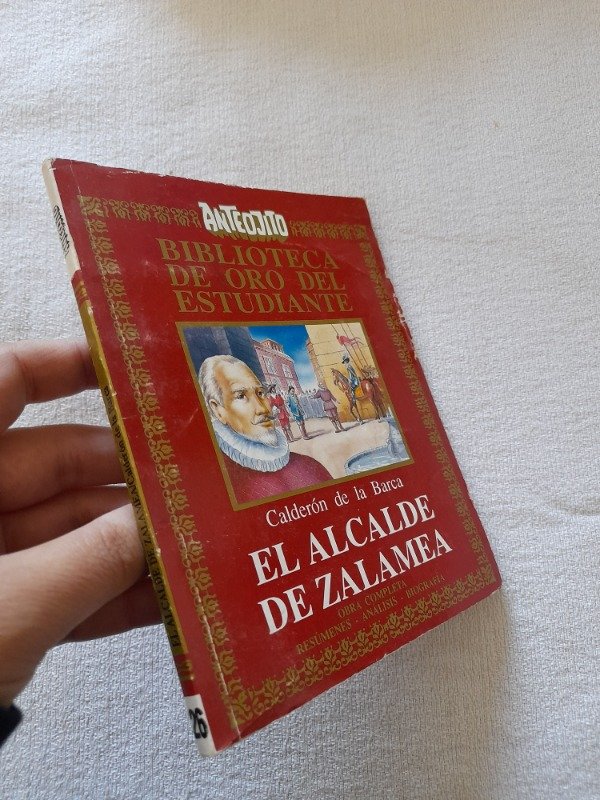 ANTEOJITO
BIBLIOTECA
DE ORO DEL
ESTUDIANTE
Calderón de la Barca
EL ALCALDE
DE ZALAMEA
OBRA COMPLETA
RESÚMENES - ANÁLISIS - BIOGRAFÍA
26